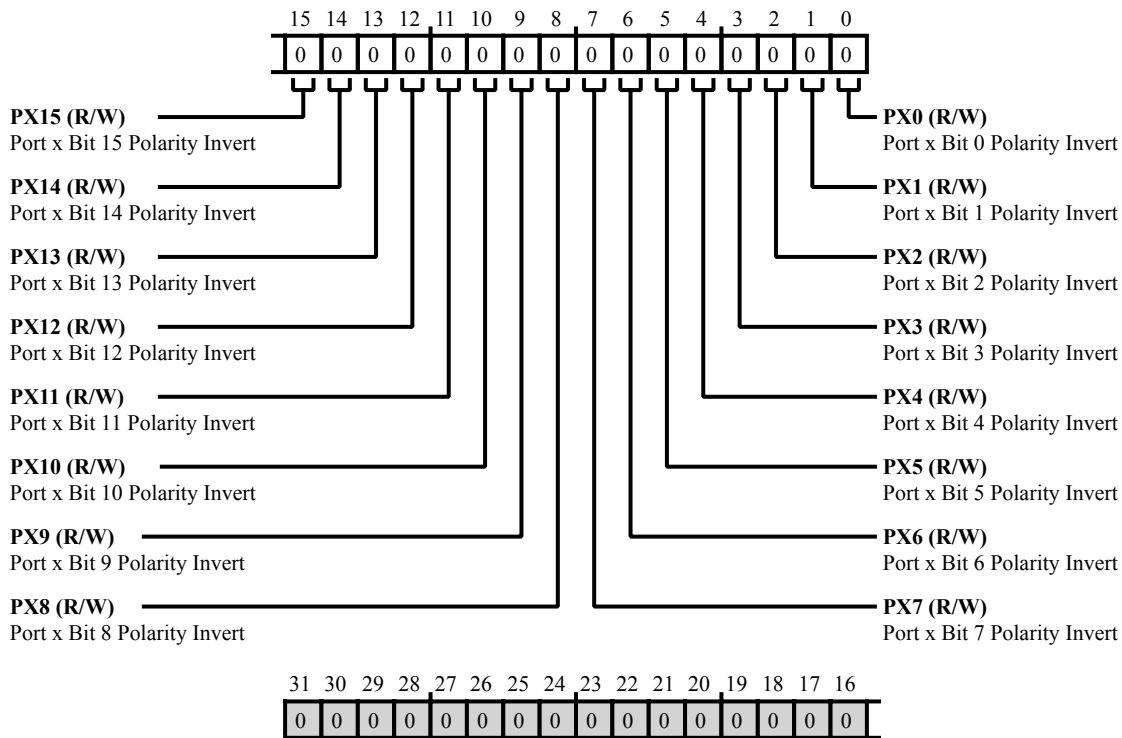 15 14 13 12 11 10 9 8 7 6 5 4 3 2 1 0
0 0 0 0 0 0 0 0 0 0 0 0 0 0 0 0
PX15 (R/W)
Port x Bit 15 Polarity Invert
PX14 (R/W)
Port x Bit 14 Polarity Invert
PX13 (R/W)
Port x Bit 13 Polarity Invert
PX12 (R/W)
Port x Bit 12 Polarity Invert
PX11 (R/W)
Port x Bit 11 Polarity Invert
PX10 (R/W)
Port x Bit 10 Polarity Invert
PX9 (R/W)
Port x Bit 9 Polarity Invert
PX8 (R/W)
Port x Bit 8 Polarity Invert
PX0 (R/W)
Port x Bit 0 Polarity Invert
PX1 (R/W)
Port x Bit 1 Polarity Invert
PX2 (R/W)
Port x Bit 2 Polarity Invert
PX3 (R/W)
Port x Bit 3 Polarity Invert
PX4 (R/W)
Port x Bit 4 Polarity Invert
PX5 (R/W)
Port x Bit 5 Polarity Invert
PX6 (R/W)
Port x Bit 6 Polarity Invert
PX7 (R/W)
Port x Bit 7 Polarity Invert
31 30 29 28 27 26 25 24 23 22 21 20 19 18 17 16
0 0 0 0 0 0 0 0 0 0 0 0 0 0 0 0